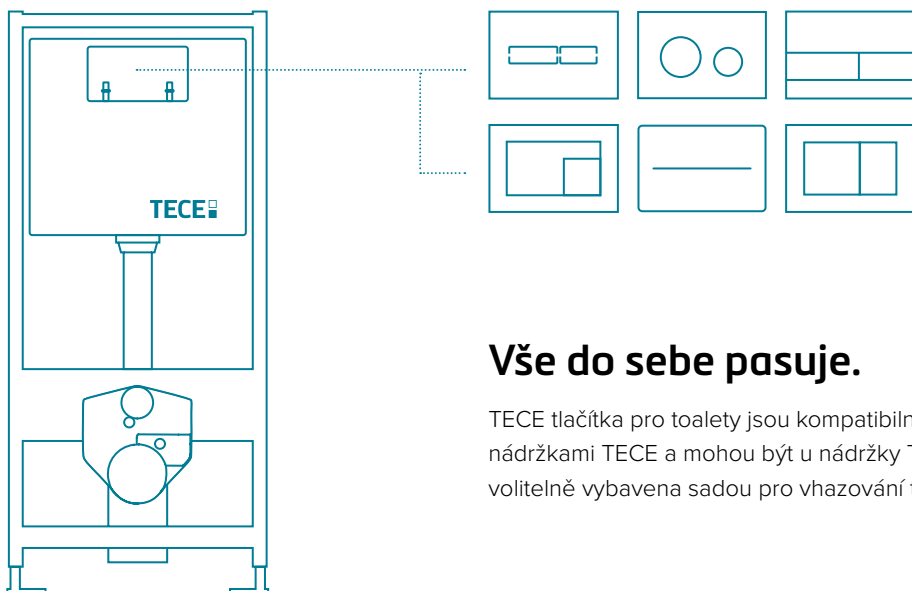 TECE
Vše do sebe pasuje.
TECE tlačítka pro toalety jsou
nádržkami TECE a mohou být u nádržky
volitelně vybavena sadou pro vhazování